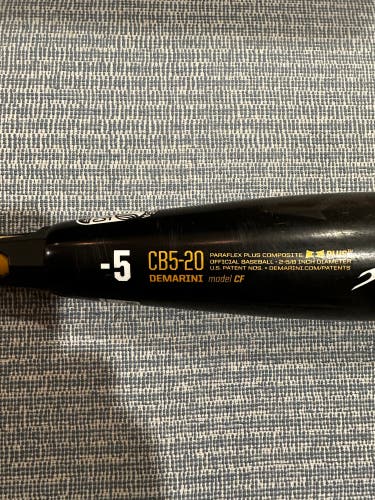 -5
CB5-20
DEMARINI model CF
PARAFLEX PLUS COMPOSITE PLUS
OFFICIAL BASEBALL • 2-5/8 INCH DIAMETER
U.S. PATENT NOS. • DEMARINI.COM/PATENTS